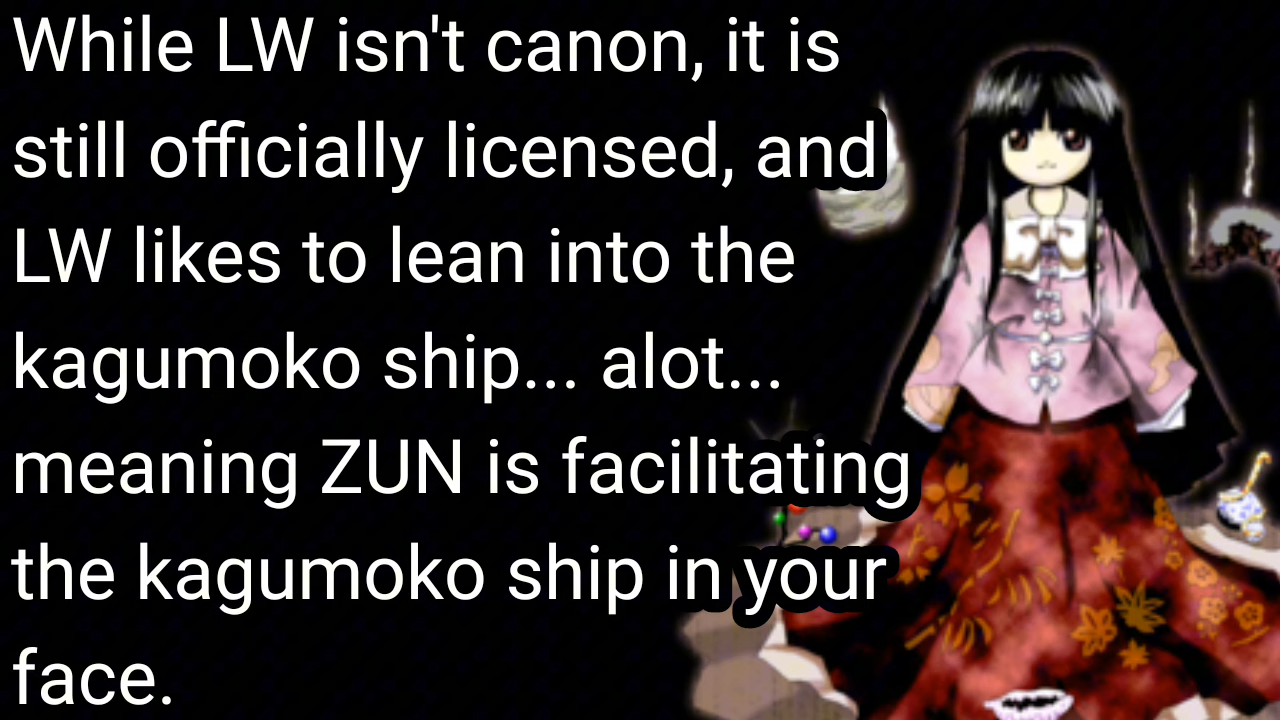 While LW isn't canon, it is
still officially licensed, and
LW likes to lean into the
kagumoko ship... alot...
meaning ZUN is facilitating
the kagumoko ship in your
face.